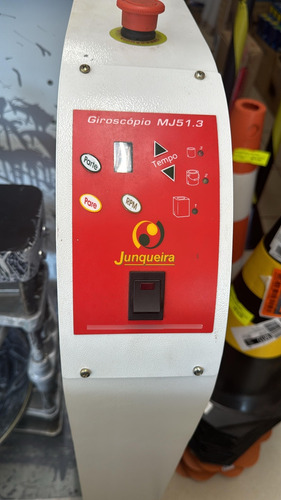 Giroscópio MJ51.3
Parte
Tempo
Pare
RPM
Junqueira